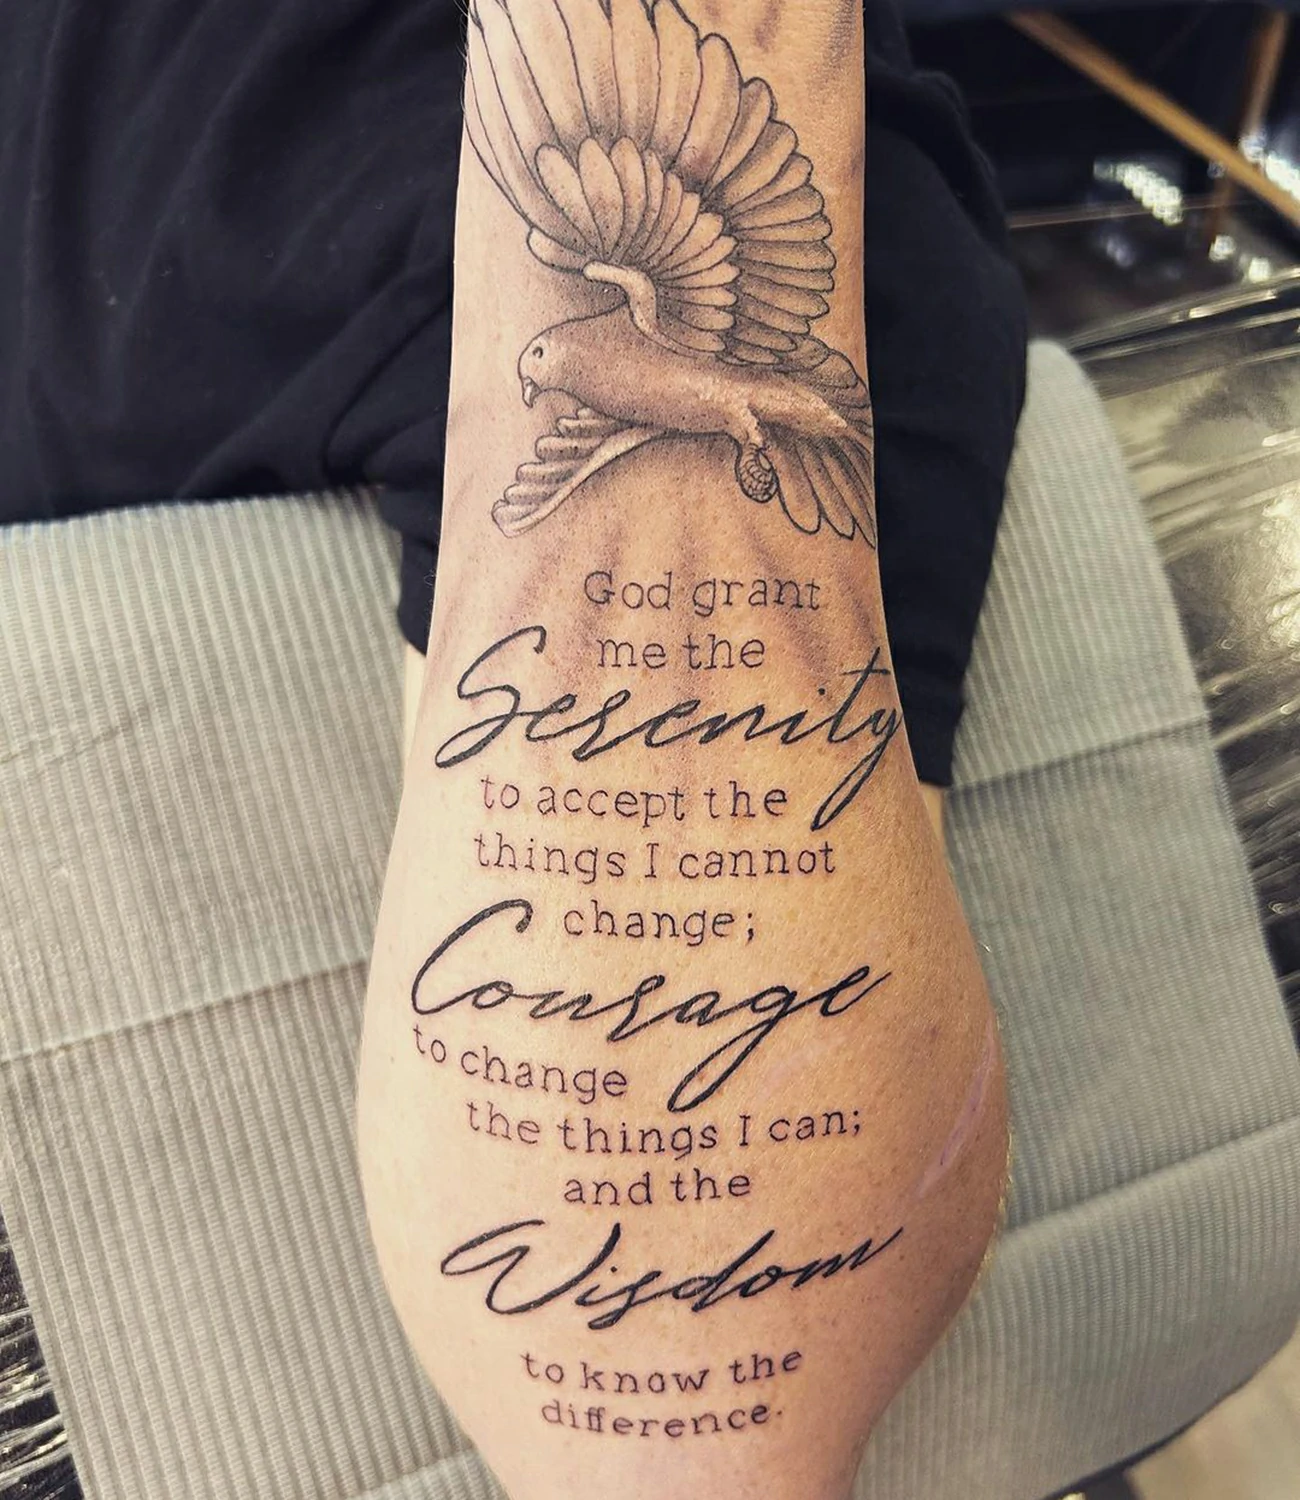 God grant
me the
Serenity
to accept the
things I cannot
change;
Courage
to change
the things I can;
and the
Wisdom
to know the
difference.